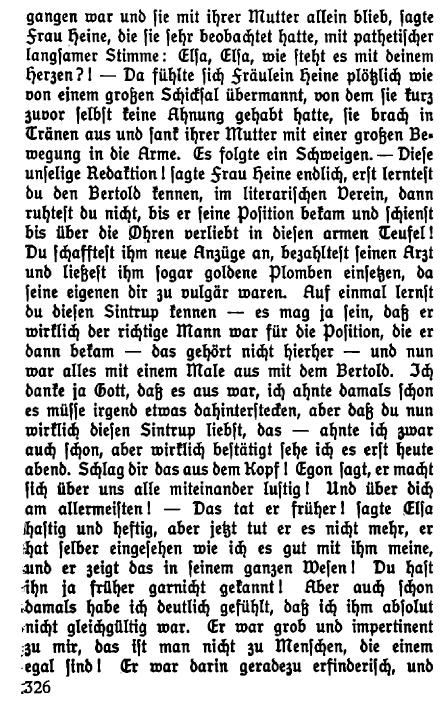 gangen war und sie mit ihrer Mutter allein blieb, sagte
Frau Heine, die sie sehr beobachtet hatte, mit pathetischer
langsamer Stimme: Elsa, Elsa, wie steht es mit deinem
Herzen?! — Da fühlte sich Fräulein Heine plötzlich wie
von einem großen Schicksal übermannt, von dem sie kurz
zuvor selbst keine Ahnung gehabt hatte, sie brach in
Tränen aus und sank ihrer Mutter mit einer großen Be-
wegung in die Arme. Es folgte ein Schweigen. — Diese
unselige Redaktion! sagte Frau Heine endlich, erst lerntest
du den Bertold kennen, im literarischen Verein, dann
ruhtest du nicht, bis er seine Position bekam und schienst
bis über die Ohren verliebt in diesen armen Teufel!
Du schafftest ihm neue Anzüge an, bezahltest seinen Arzt
und ließest ihm sogar goldene Plomben einsetzen, da
seine eigenen dir zu vulgär waren. Auf einmal lernst
du diesen Sintrup kennen — es mag ja sein, daß er
wirklich der richtige Mann war für die Position, die er
dann bekam — das gehört nicht hierher — und nun
war alles mit einem Male aus mit dem Bertold. Ich
danke ja Gott, daß es aus war, ich ahnte damals schon
es müsse irgend etwas dahinterstecken, aber daß du nun
wirklich diesen Sintrup liebst, das — ahnte ich zwar
auch schon, aber wirklich bestätigt sehe ich es erst heute
abend. Schlag dir das aus dem Kopf! Egon sagt, er macht
sich über uns alle miteinander lustig! Und über dich
am allermeisten! — Das tat er früher! sagte Elsa
hastig und heftig, aber jetzt tut er es nicht mehr, er
hat selber eingesehen wie ich es gut mit ihm meine,
und er zeigt das in seinem ganzen Wesen! Du hast
ihn ja früher garnicht gekannt! Aber auch schon
damals habe ich deutlich gefühlt, daß ich ihm absolut
nicht gleichgültig war. Er war grob und impertinent
zu mir, das ist man nicht zu Menschen, die einem
egal sind! Er war darin geradezu erfinderisch, und
326